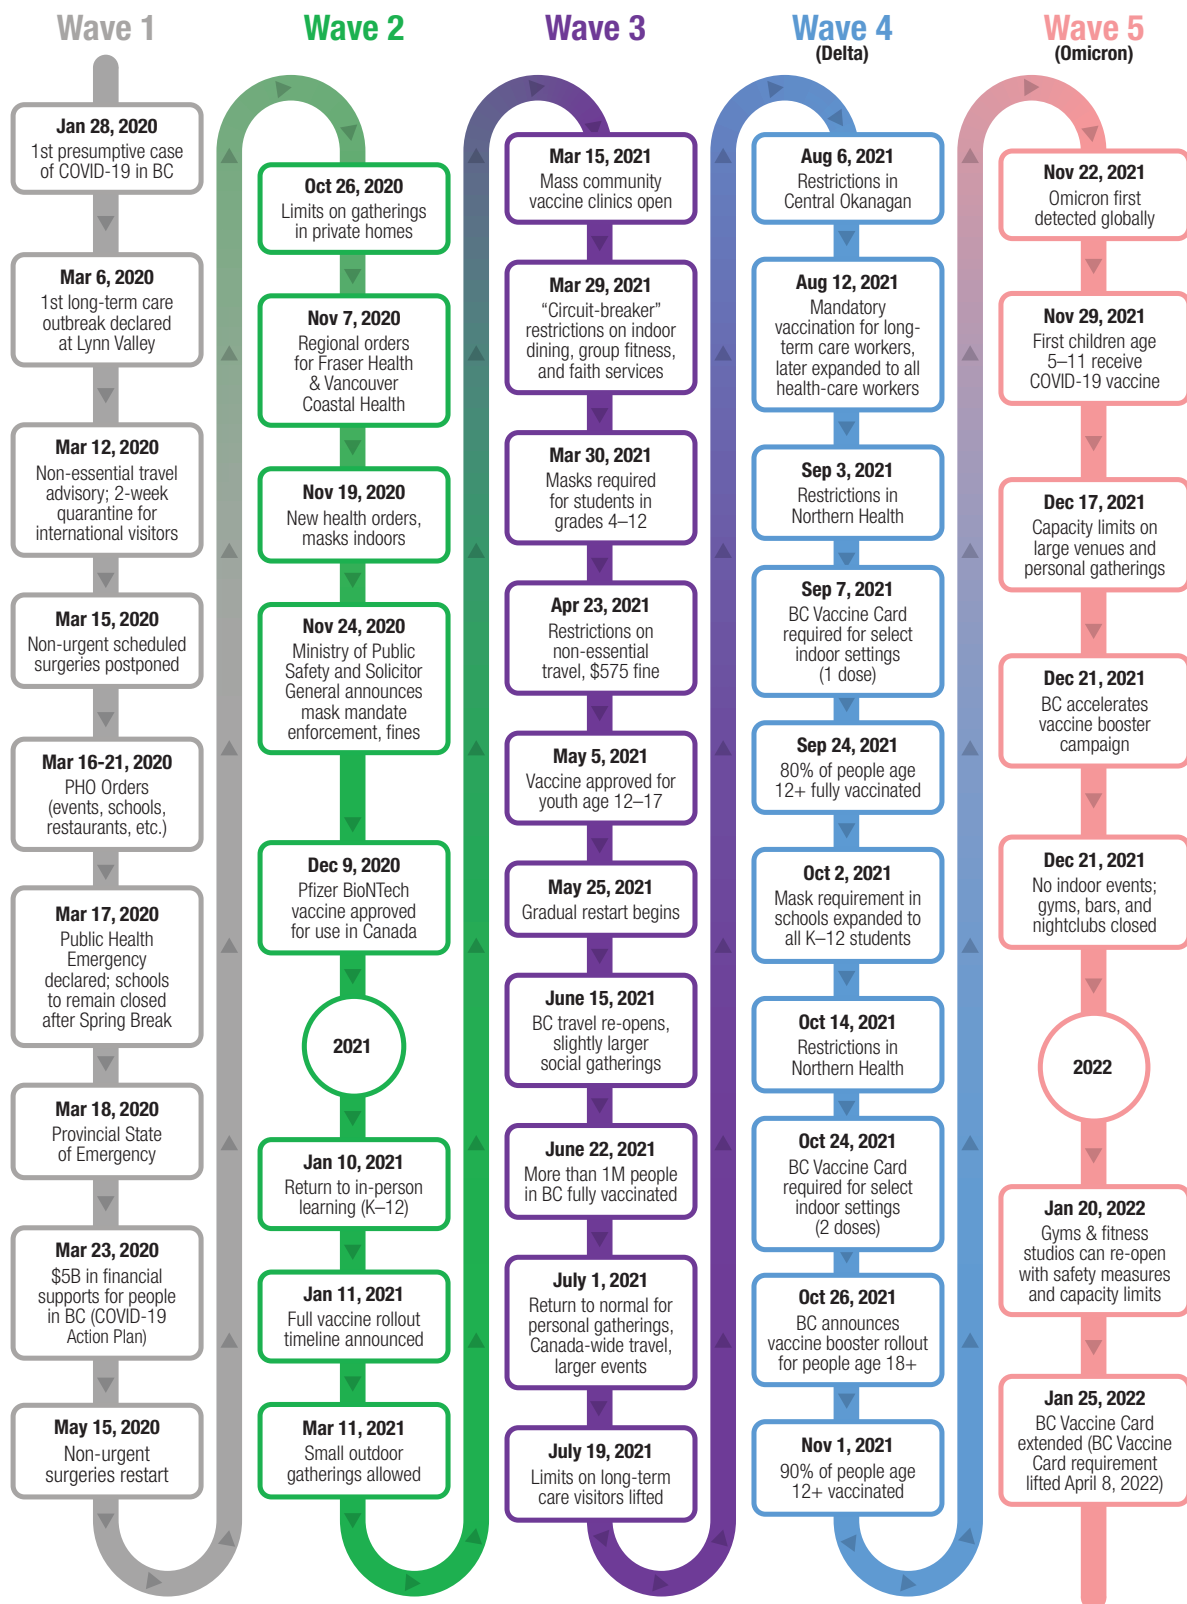 Wave 1
Jan 28, 2020
1st presumptive case
of COVID-19 in BC
Mar 6, 2020
1st long-term care
outbreak declared
at Lynn Valley
Mar 12, 2020
Non-essential travel
advisory; 2-week
quarantine for
international visitors
Mar 15, 2020
Non-urgent scheduled
surgeries postponed
Mar 16-21, 2020
PHO Orders
(events, schools,
restaurants, etc.)
Mar 17, 2020
Public Health
Emergency
declared; schools
to remain closed
after Spring Break
Mar 18, 2020
Provincial State
of Emergency
Mar 23, 2020
$5B in financial
supports for people
in BC (COVID-19
Action Plan)
May 15, 2020
Non-urgent
surgeries restart
Wave 2
Oct 26, 2020
Limits on gatherings
in private homes
Nov 7, 2020
Regional orders
for Fraser Health
& Vancouver
Coastal Health
Nov 19, 2020
New health orders,
masks indoors
Nov 24, 2020
Ministry of Public
Safety and Solicitor
General announces
mask mandate
enforcement, fines
Dec 9, 2020
Pfizer BioNTech
vaccine approved
for use in Canada
2021
Jan 10, 2021
Return to in-person
learning (K–12)
Jan 11, 2021
Full vaccine rollout
timeline announced
Mar 11, 2021
Small outdoor
gatherings allowed
Wave 3
Mar 15, 2021
Mass community
vaccine clinics open
Mar 29, 2021
“Circuit-breaker”
restrictions on indoor
dining, group fitness,
and faith services
Mar 30, 2021
Masks required
for students in
grades 4–12
Apr 23, 2021
Restrictions on
non-essential
travel, $575 fine
May 5, 2021
Vaccine approved for
youth age 12–17
May 25, 2021
Gradual restart begins
June 15, 2021
BC travel re-opens,
slightly larger
social gatherings
June 22, 2021
More than 1M people
in BC fully vaccinated
July 1, 2021
Return to normal for
personal gatherings,
Canada-wide travel,
larger events
July 19, 2021
Limits on long-term
care visitors lifted
Wave 4
(Delta)
Aug 6, 2021
Restrictions in
Central Okanagan
Aug 12, 2021
Mandatory
vaccination for long-
term care workers,
later expanded to all
health-care workers
Sep 3, 2021
Restrictions in
Northern Health
Sep 7, 2021
BC Vaccine Card
required for select
indoor settings
(1 dose)
Sep 24, 2021
80% of people age
12+ fully vaccinated
Oct 2, 2021
Mask requirement in
schools expanded to
all K–12 students
Oct 14, 2021
Restrictions in
Northern Health
Oct 24, 2021
BC Vaccine Card
required for select
indoor settings
(2 doses)
Oct 26, 2021
BC announces
vaccine booster rollout
for people age 18+
Nov 1, 2021
90% of people age
12+ vaccinated
Wave 5
(Omicron)
Nov 22, 2021
Omicron first
detected globally
Nov 29, 2021
First children age
5–11 receive
COVID-19 vaccine
Dec 17, 2021
Capacity limits on
large venues and
personal gatherings
Dec 21, 2021
BC accelerates
vaccine booster
campaign
Dec 21, 2021
No indoor events;
gyms, bars, and
nightclubs closed
2022
Jan 20, 2022
Gyms & fitness
studios can re-open
with safety measures
and capacity limits
Jan 25, 2022
BC Vaccine Card
extended (BC Vaccine
Card requirement
lifted April 8, 2022)